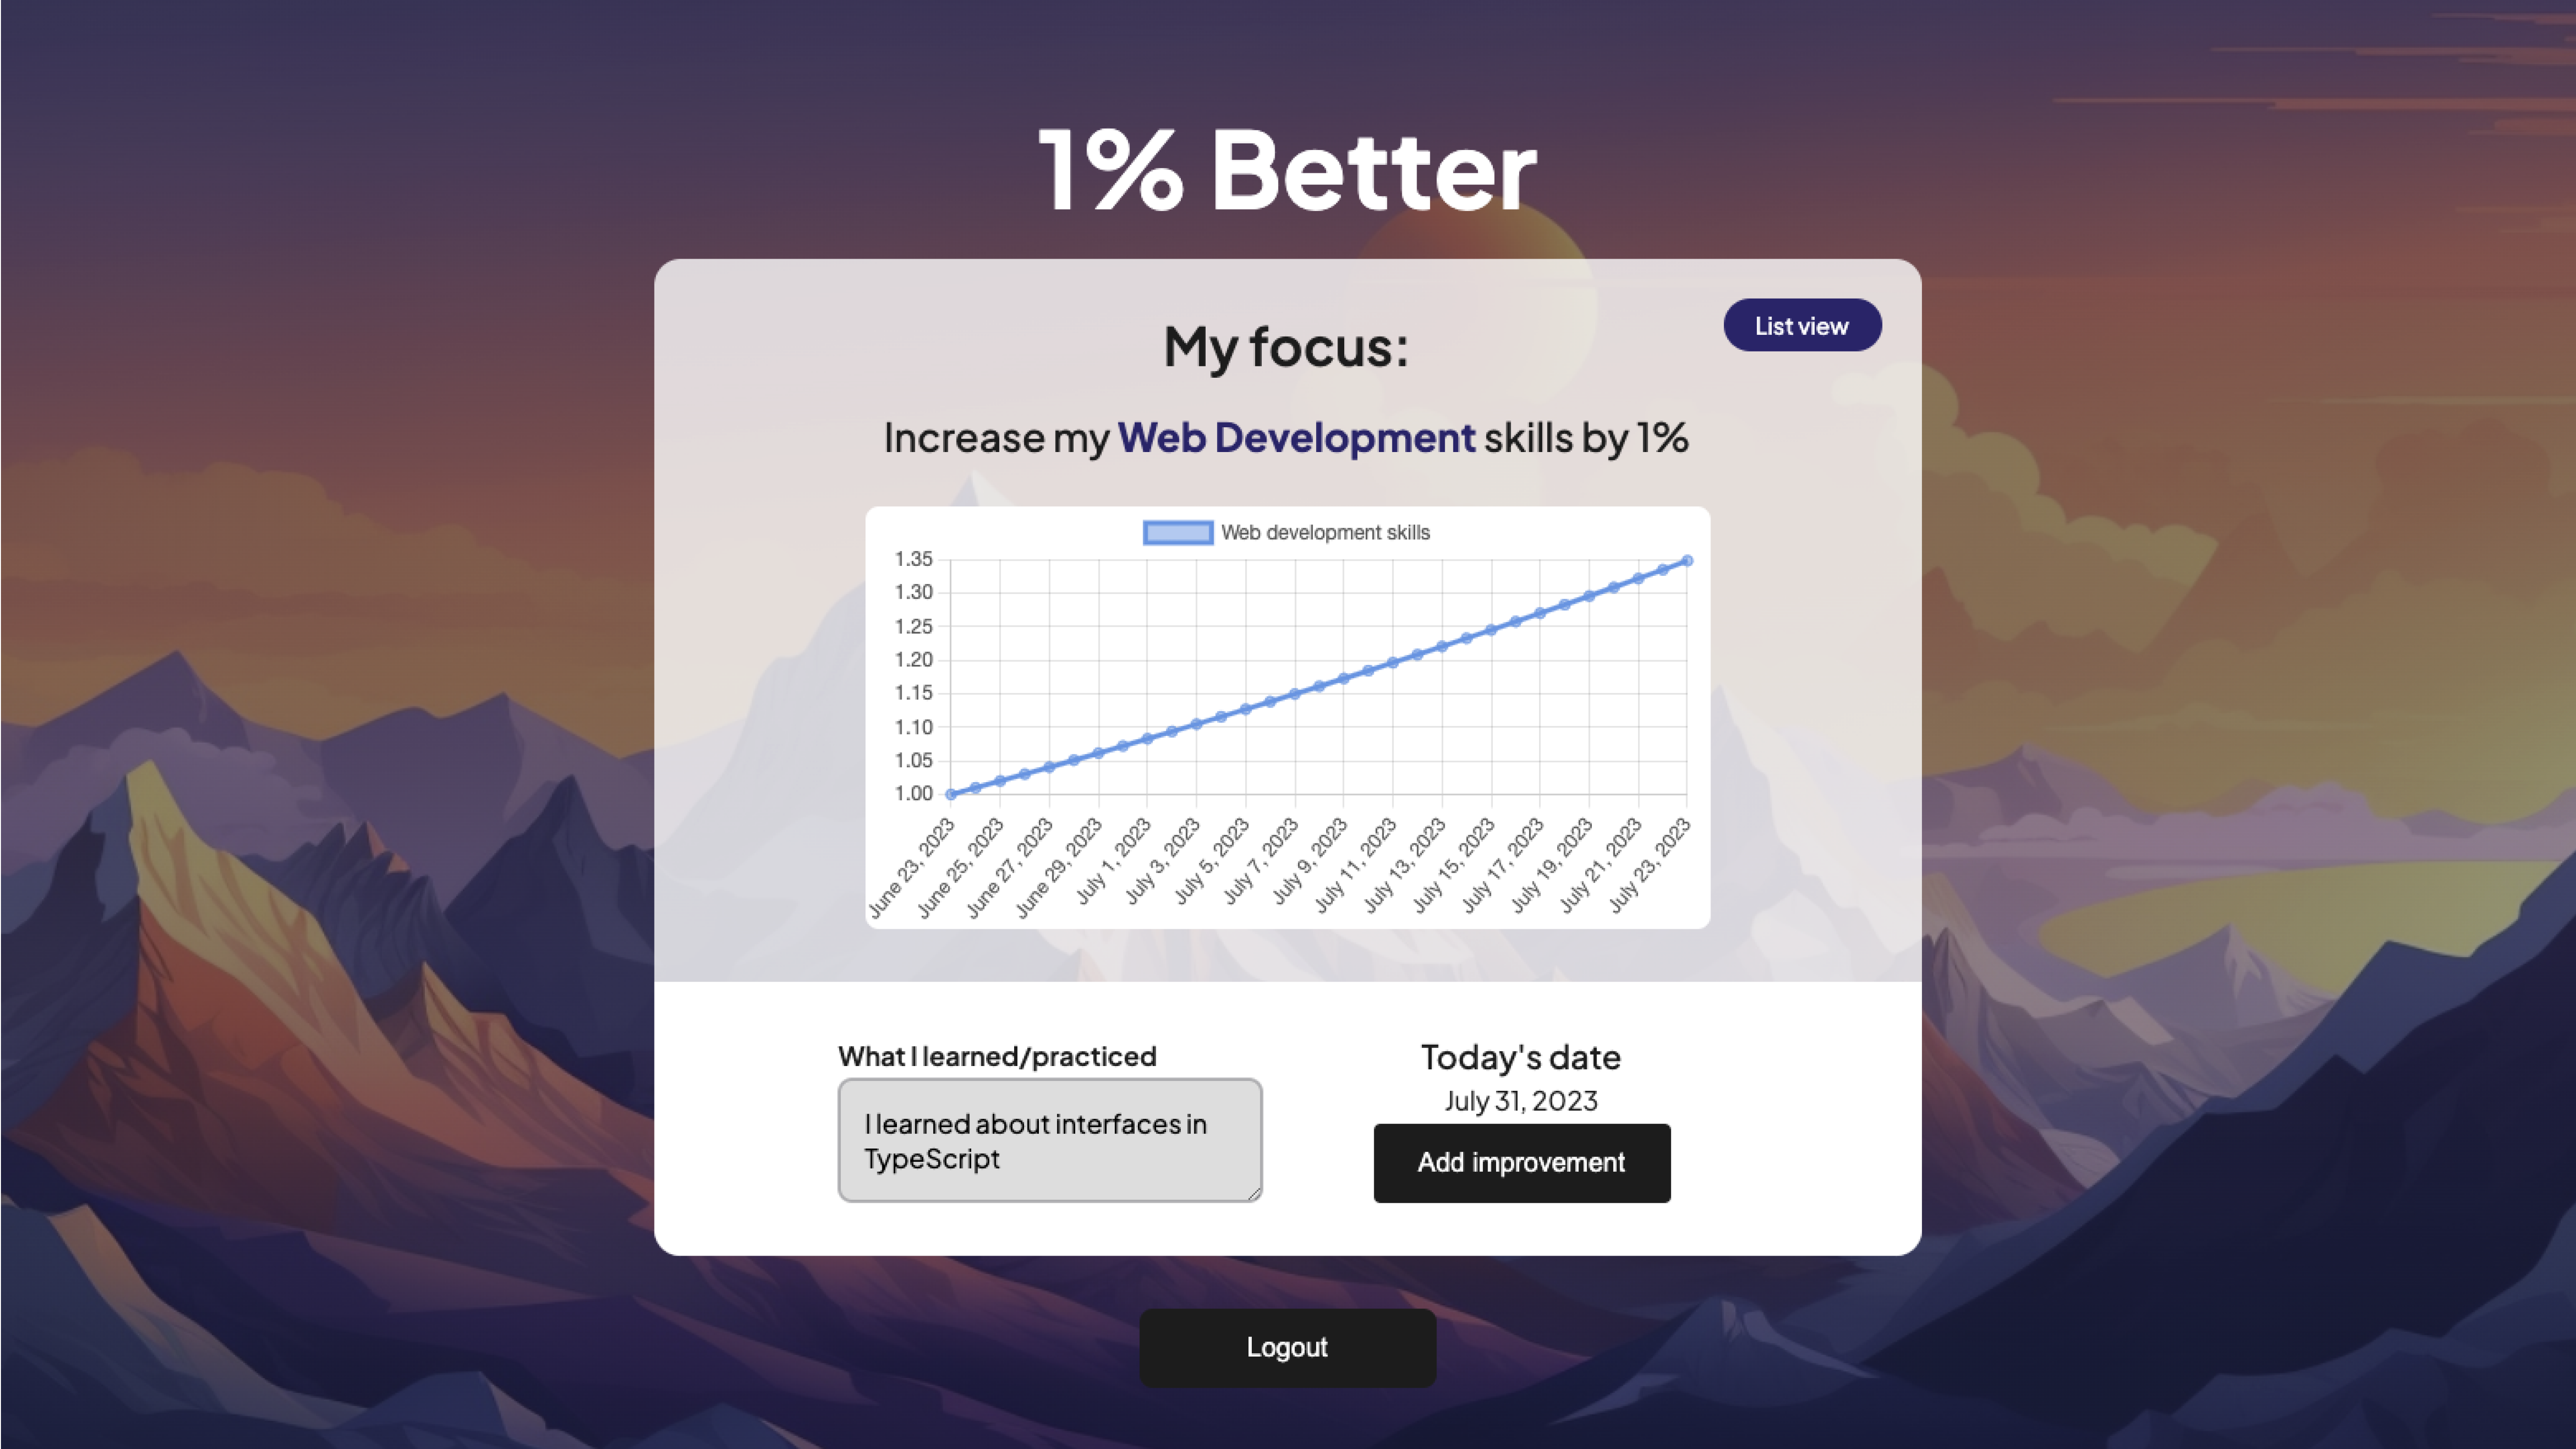 1% Better
My focus:
List view
Increase my Web Development skills by 1%
Web development skills
1.35
1.30
1.25
1.20
1.15
1.10
1.05
1.00
June 23, 2023
June 25, 2023
June 27, 2023
June 29, 2023
July 1, 2023
July 3, 2023
July 5, 2023
July 7, 2023
July 9, 2023
July 11, 2023
July 13, 2023
July 15, 2023
July 17, 2023
July 19, 2023
July 21, 2023
July 23, 2023
What I learned/practiced
I learned about interfaces in
TypeScript
Today's date
July 31, 2023
Add improvement
Logout